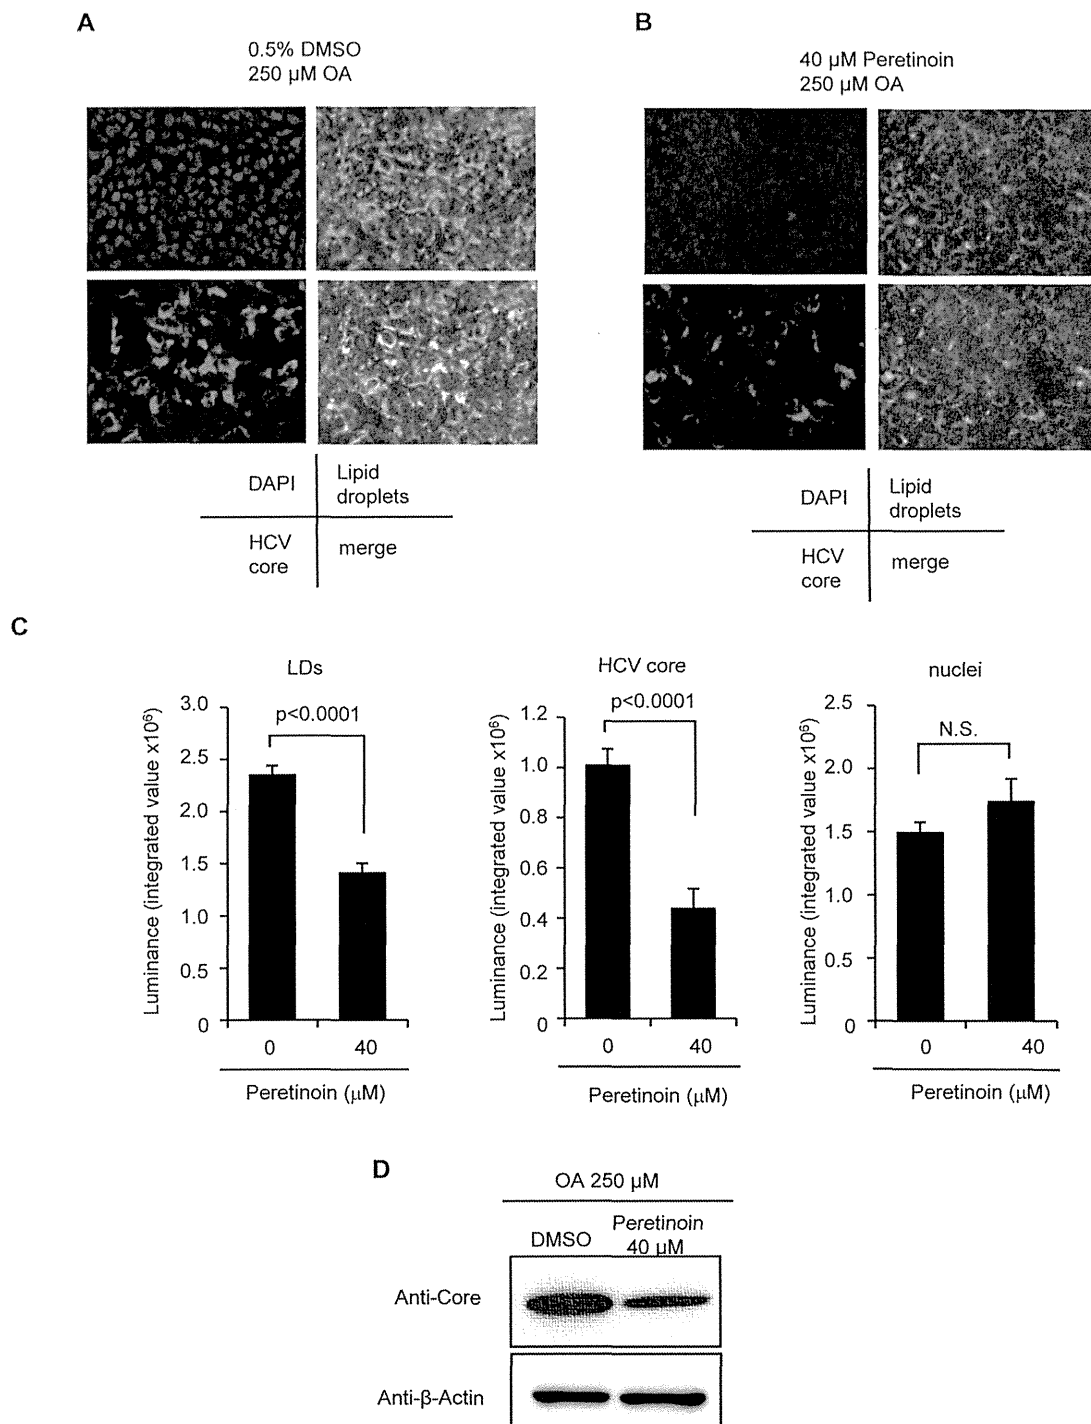 A
0.5% DMSO
250 µM OA
DAPI
Lipid
droplets
HCV
core
merge
B
40 µM Peretinoin
250 µM OA
DAPI
Lipid
droplets
HCV
core
merge
C
LDs
Luminance (integrated value x10⁶)
3.0
2.5
2.0
1.5
1.0
0.5
0
p<0.0001
0 40
Peretinoin (µM)
HCV core
Luminance (integrated value x10⁶)
1.2
1.0
0.8
0.6
0.4
0.2
0
p<0.0001
0 40
Peretinoin (µM)
nuclei
Luminance (integrated value x10⁶)
2.5
2.0
1.5
1.0
0.5
0
N.S.
0 40
Peretinoin (µM)
D
OA 250 µM
DMSO
Peretinoin
40 µM
Anti-Core
Anti-β-Actin